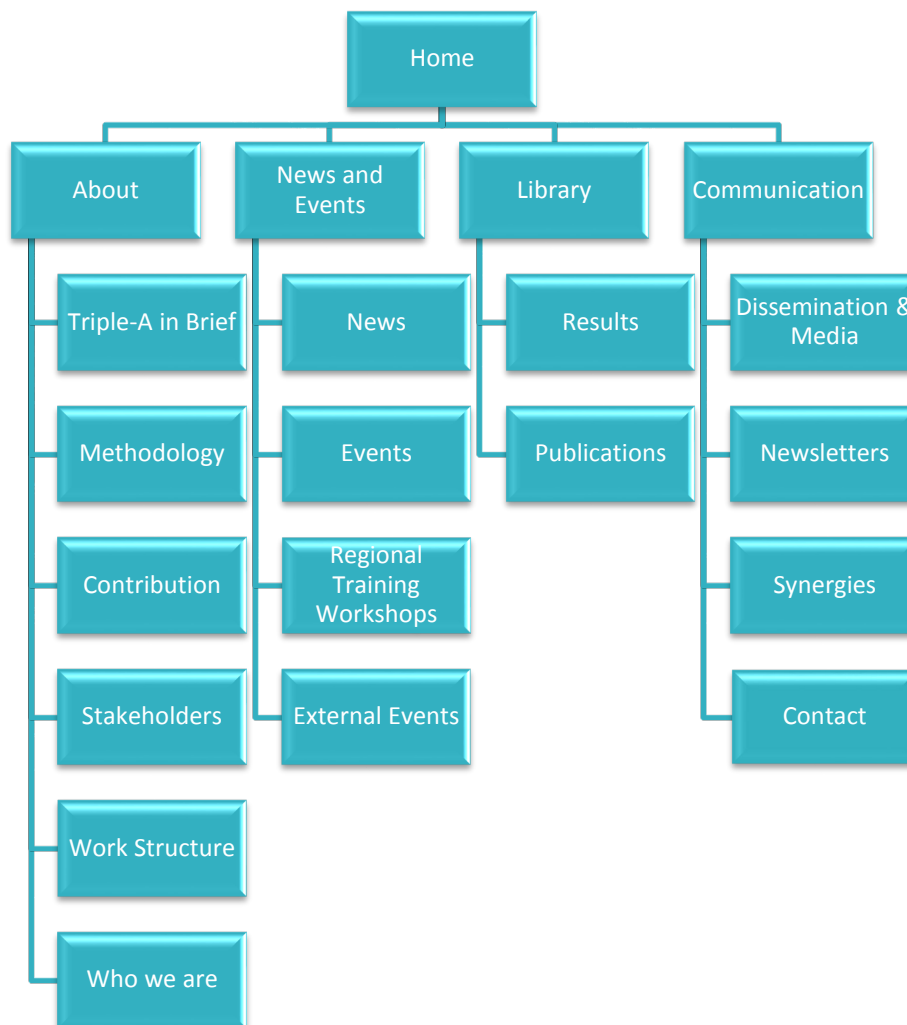 Home
About
News and
Events
Library
Communication
Triple-A in Brief
Methodology
Contribution
Stakeholders
Work Structure
Who we are
News
Events
Regional
Training
Workshops
External Events
Results
Publications
Dissemination &
Media
Newsletters
Synergies
Contact